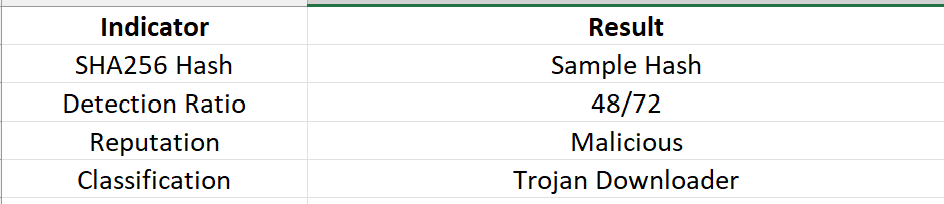 Indicator Result
SHA256 Hash Sample Hash
Detection Ratio 48/72
Reputation Malicious
Classification Trojan Downloader